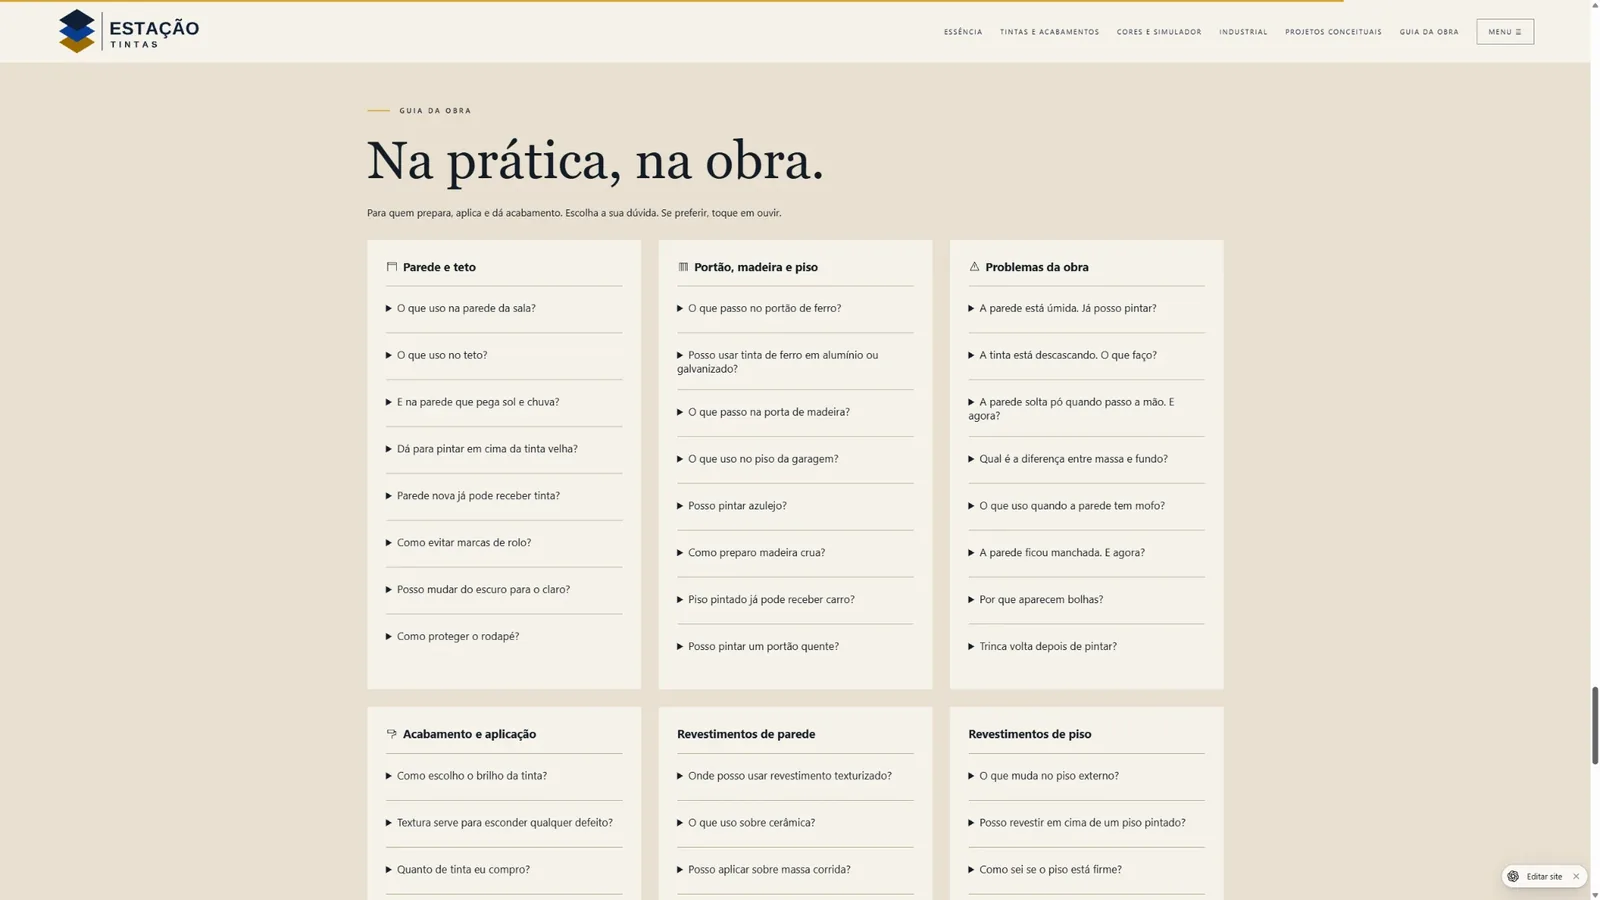 ESTAÇÃO
TINTAS
ESSÊNCIA
TINTAS E ACABAMENTOS
CORES E SIMULADOR
INDUSTRIAL
PROJETOS CONCEITUAIS
GUIA DA OBRA
MENU ☰
GUIA DA OBRA
Na prática, na obra.
Para quem prepara, aplica e dá acabamento. Escolha a sua dúvida. Se preferir, toque em ouvir.
Parede e teto
O que uso na parede da sala?
O que uso no teto?
E na parede que pega sol e chuva?
Dá para pintar em cima da tinta velha?
Parede nova já pode receber tinta?
Como evitar marcas de rolo?
Posso mudar do escuro para o claro?
Como proteger o rodapé?
Portão, madeira e piso
O que passo no portão de ferro?
Posso usar tinta de ferro em alumínio ou
galvanizado?
O que passo na porta de madeira?
O que uso no piso da garagem?
Posso pintar azulejo?
Como preparo madeira crua?
Piso pintado já pode receber carro?
Posso pintar um portão quente?
Problemas da obra
A parede está úmida. Já posso pintar?
A tinta está descascando. O que faço?
A parede solta pó quando passo a mão. E
agora?
Qual é a diferença entre massa e fundo?
O que uso quando a parede tem mofo?
A parede ficou manchada. E agora?
Por que aparecem bolhas?
Trinca volta depois de pintar?
Acabamento e aplicação
Como escolho o brilho da tinta?
Textura serve para esconder qualquer defeito?
Quanto de tinta eu compro?
Revestimentos de parede
Onde posso usar revestimento texturizado?
O que uso sobre cerâmica?
Posso aplicar sobre massa corrida?
Revestimentos de piso
O que muda no piso externo?
Posso revestir em cima de um piso pintado?
Como sei se o piso está firme?
Editar site